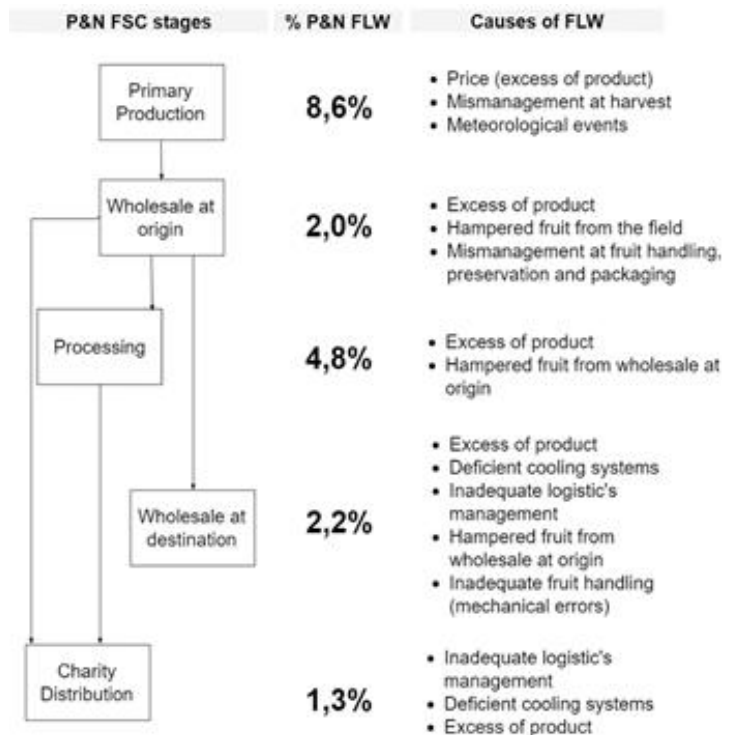 P&N FSC stages % P&N FLW Causes of FLW
Primary
Production
8,6%
• Price (excess of product)
• Mismanagement at harvest
• Meteorological events
Wholesale at
origin
2,0%
• Excess of product
• Hampered fruit from the field
• Mismanagement at fruit handling,
preservation and packaging
Processing
4,8%
• Excess of product
• Hampered fruit from wholesale at
origin
Wholesale at
destination
2,2%
• Excess of product
• Deficient cooling systems
• Inadequate logistic's
management
• Hampered fruit from
wholesale at origin
• Inadequate fruit handling
(mechanical errors)
Charity
Distribution
1,3%
• Inadequate logistic's
management
• Deficient cooling systems
• Excess of product